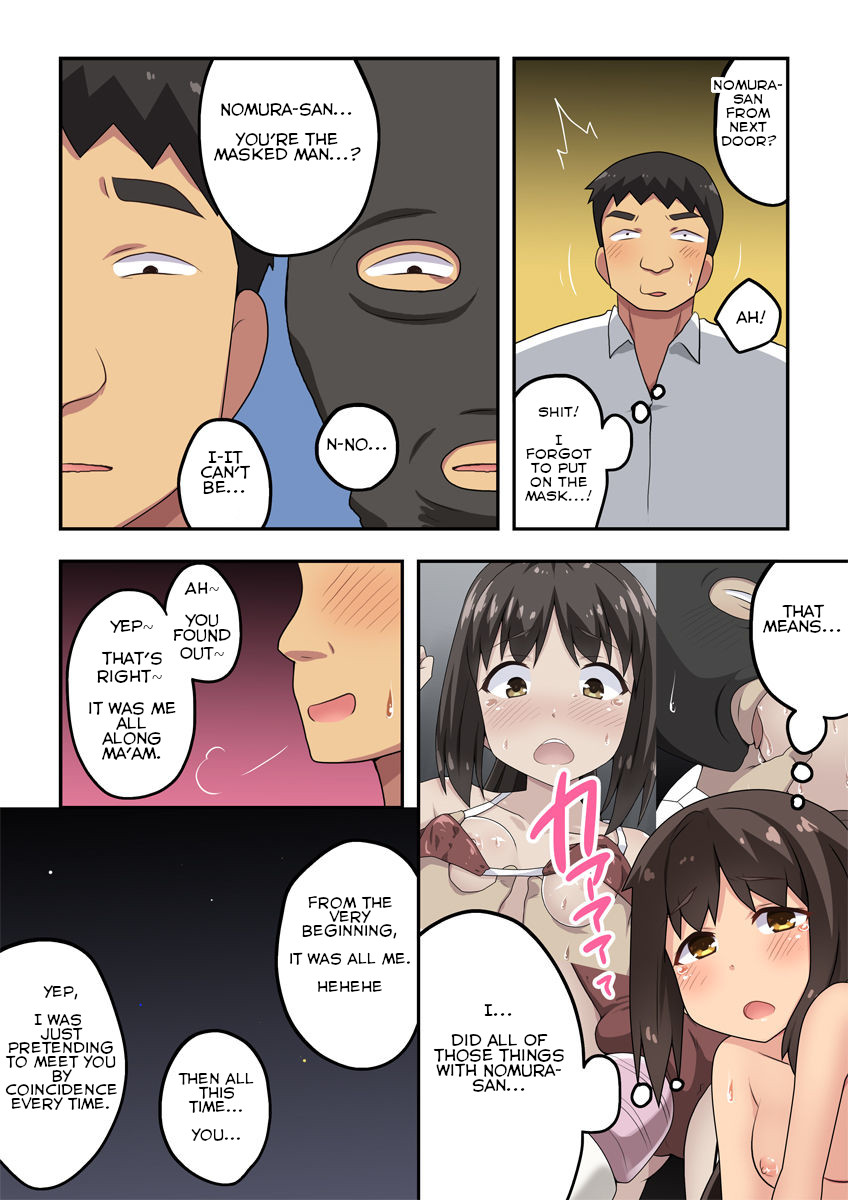 NOMURA-
SAN
FROM
NEXT
DOOR?
AH!
SHIT!
I
FORGOT
TO PUT
ON THE
MASK...!
NOMURA-SAN...
YOU'RE THE
MASKED MAN...?
N-NO...
I-IT
CAN'T
BE...
THAT
MEANS...
カァァァァっ
I...
DID ALL OF
THOSE THINGS
WITH NOMURA-
SAN...
AH~
YOU
FOUND
OUT~
YEP~
THAT'S
RIGHT~
IT WAS ME
ALL
ALONG
MA'AM.
FROM THE
VERY
BEGINNING,
IT WAS ALL ME.
HEHEHE
THEN ALL
THIS
TIME...
YOU...
YEP,
I WAS
JUST
PRETENDING
TO MEET YOU
BY
COINCIDENCE
EVERY TIME.